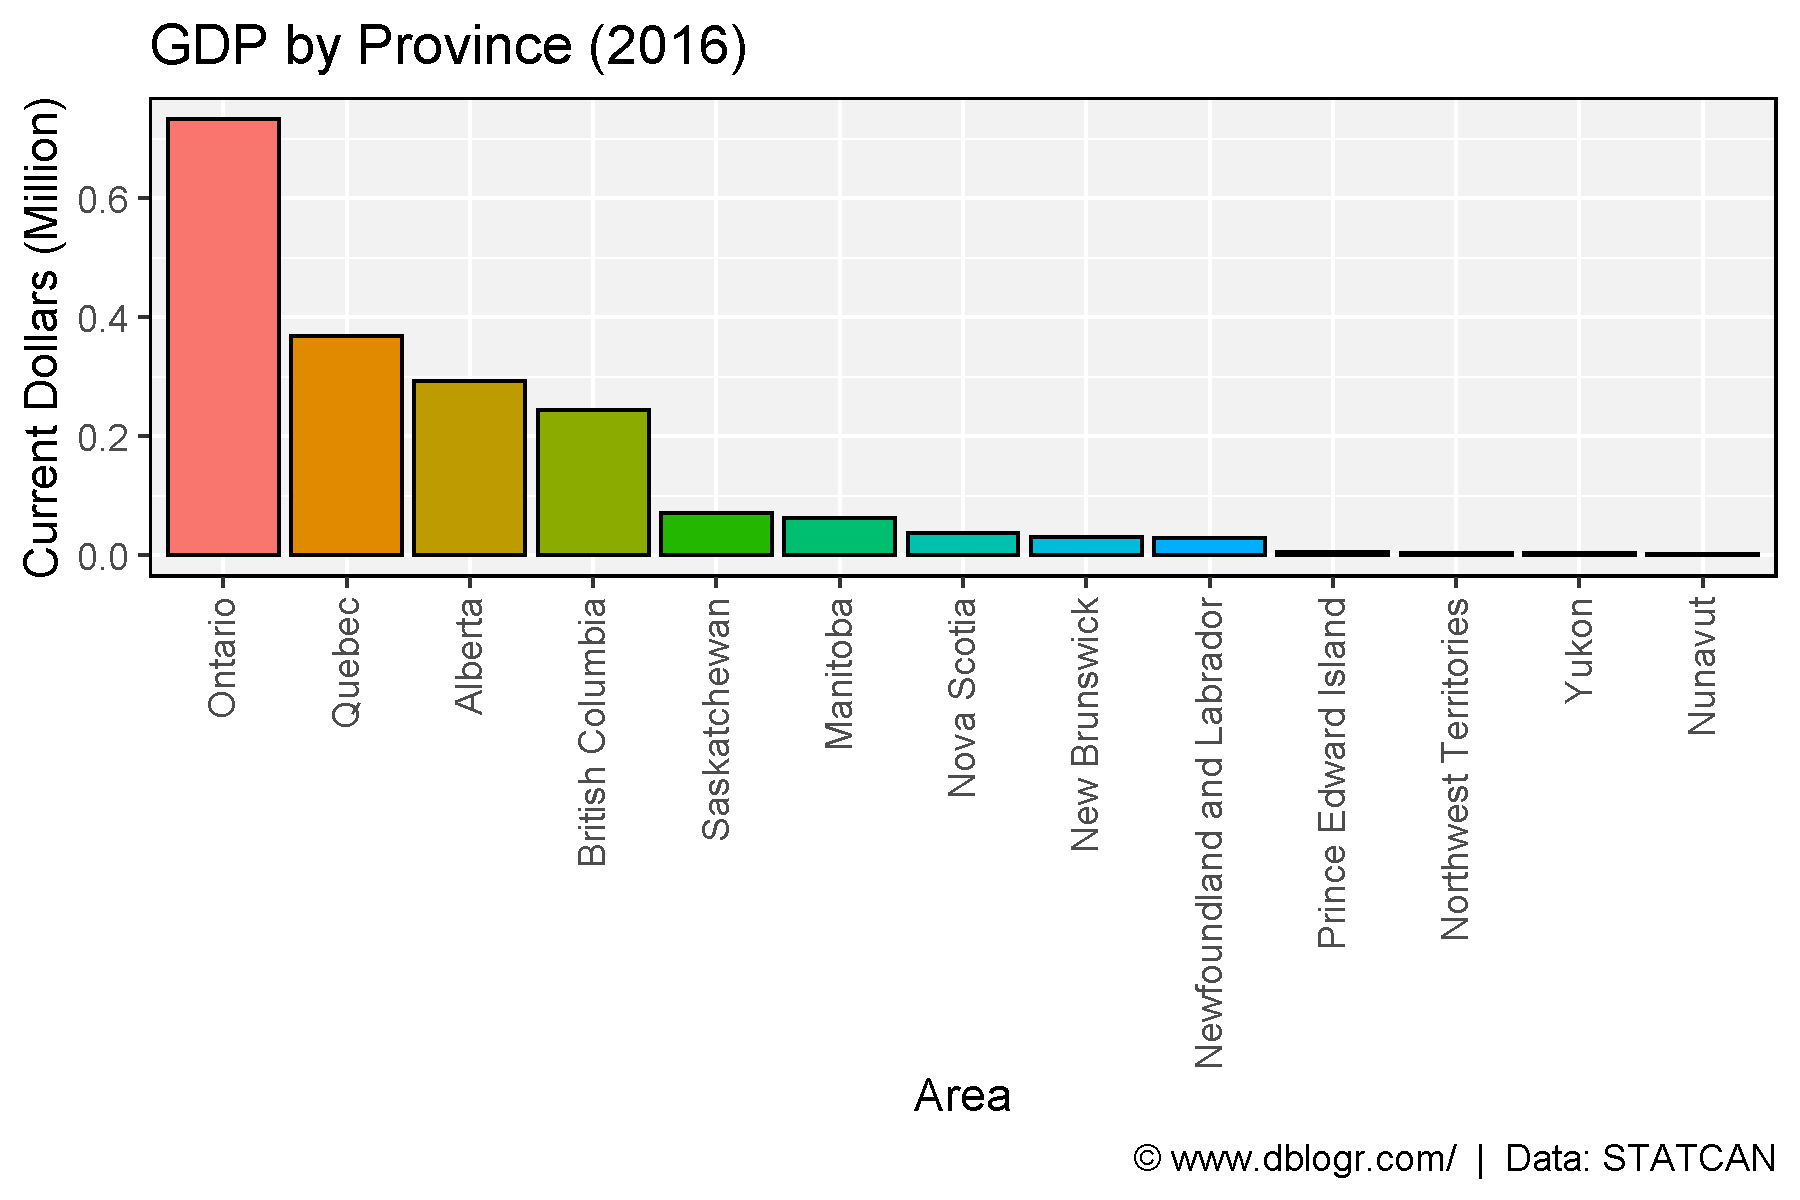 GDP by Province (2016)
Current Dollars (Million)
0.6
0.4
0.2
0.0
Ontario
Quebec
Alberta
British Columbia
Saskatchewan
Manitoba
Nova Scotia
New Brunswick
Newfoundland and Labrador
Prince Edward Island
Northwest Territories
Yukon
Nunavut
Area
© www.dblogr.com/ | Data: STATCAN